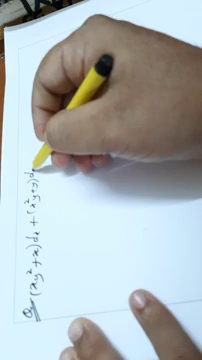 Q (xy² + x)dx + (x²y + y)d